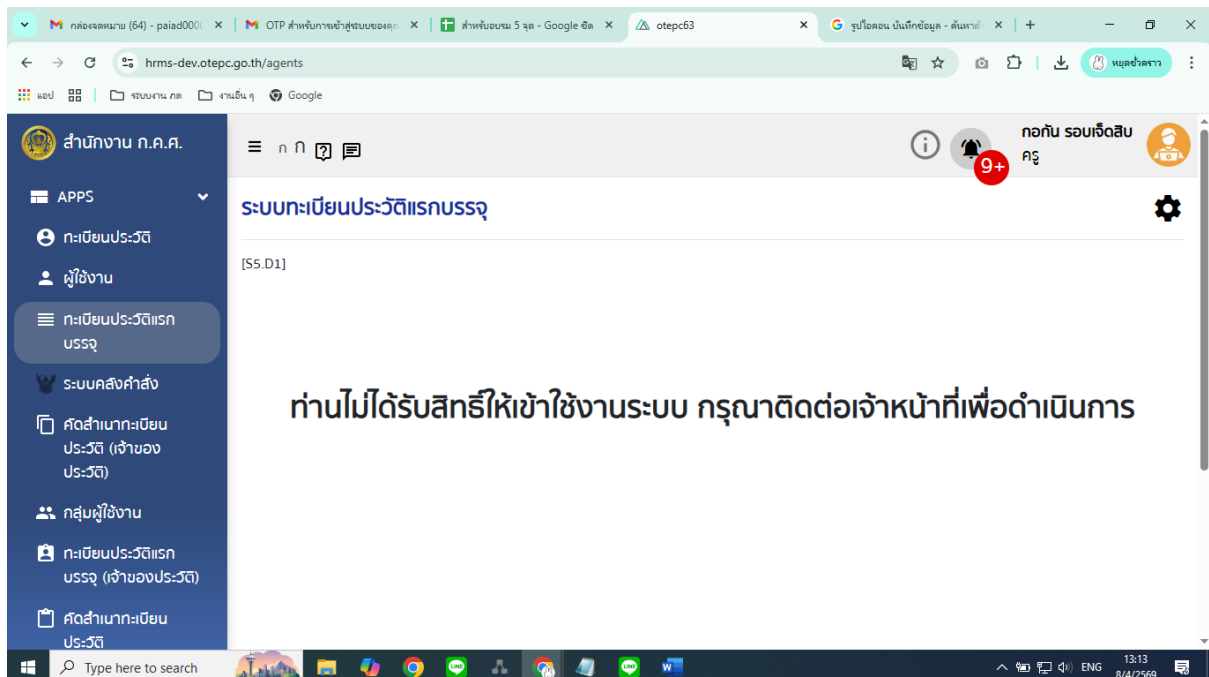 กล่องจดหมาย (64) - paiad000
OTP สำหรับการเข้าสู่ระบบของคุณ
สำหรับอบรม 5 จุด - Google ชีต
otepc63
รูปไอคอน บันทึกข้อมูล - ค้นหาด้
hrms-dev.otepc.go.th/agents
หยุดชั่วคราว
แอป
ระบบงาน ภต
งานอื่น ๆ
Google
สำนักงาน ก.ค.ศ.
ก ก
9+
กอกัน รอบเจ็ดสิบ
ครู
APPS
ทะเบียนประวัติ
ผู้ใช้งาน
ทะเบียนประวัติแรก
บรรจุ
ระบบคลังคำสั่ง
คัดสำเนาทะเบียน
ประวัติ (เจ้าของ
ประวัติ)
กลุ่มผู้ใช้งาน
ทะเบียนประวัติแรก
บรรจุ (เจ้าของประวัติ)
คัดสำเนาทะเบียน
ประวัติ
ระบบทะเบียนประวัติแรกบรรจุ
[S5.D1]
ท่านไม่ได้รับสิทธิ์ให้เข้าใช้งานระบบ กรุณาติดต่อเจ้าหน้าที่เพื่อดำเนินการ
Type here to search
ENG
13:13
8/4/2569